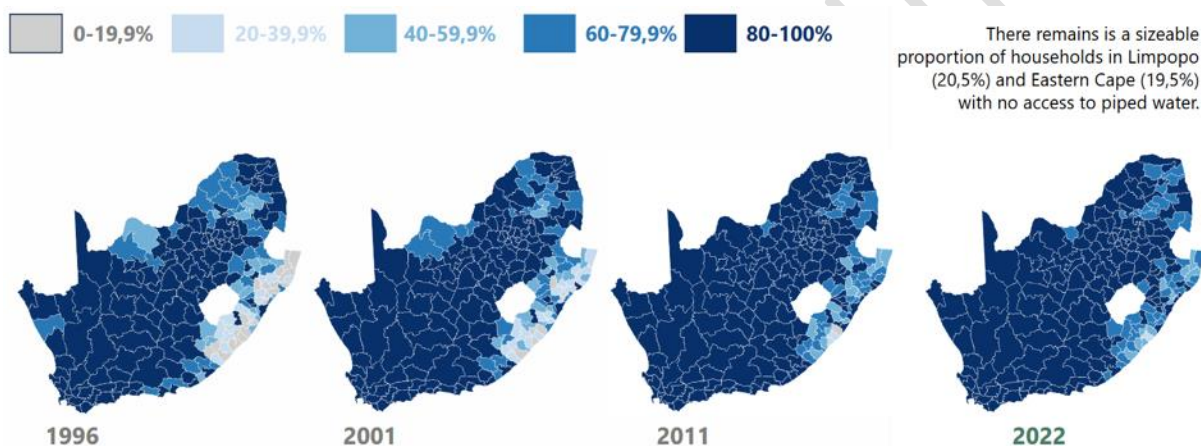 0-19,9%
20-39,9%
40-59,9%
60-79,9%
80-100%
There remains is a sizeable
proportion of households in Limpopo
(20,5%) and Eastern Cape (19,5%)
with no access to piped water.
1996
2001
2011
2022